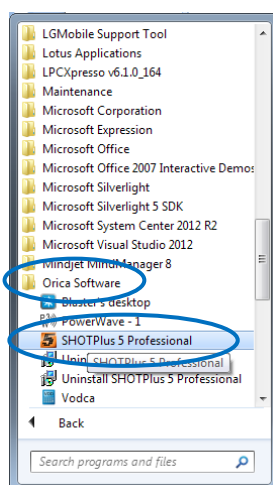 LGMobile Support Tool
Lotus Applications
LPCXpresso v6.1.0_164
Maintenance
Microsoft Corporation
Microsoft Expression
Microsoft Office
Microsoft Office 2007 Interactive Demos
Microsoft Silverlight
Microsoft Silverlight 5 SDK
Microsoft System Center 2012 R2
Microsoft Visual Studio 2012
Mindjet MindManager 8
Orica Software
Blaster's desktop
PowerWave - 1
SHOTPlus 5 Professional
Unin SHOTPlus 5 Professional
Uninstall SHOTPlus 5 Professional
Vodca
Back
Search programs and files